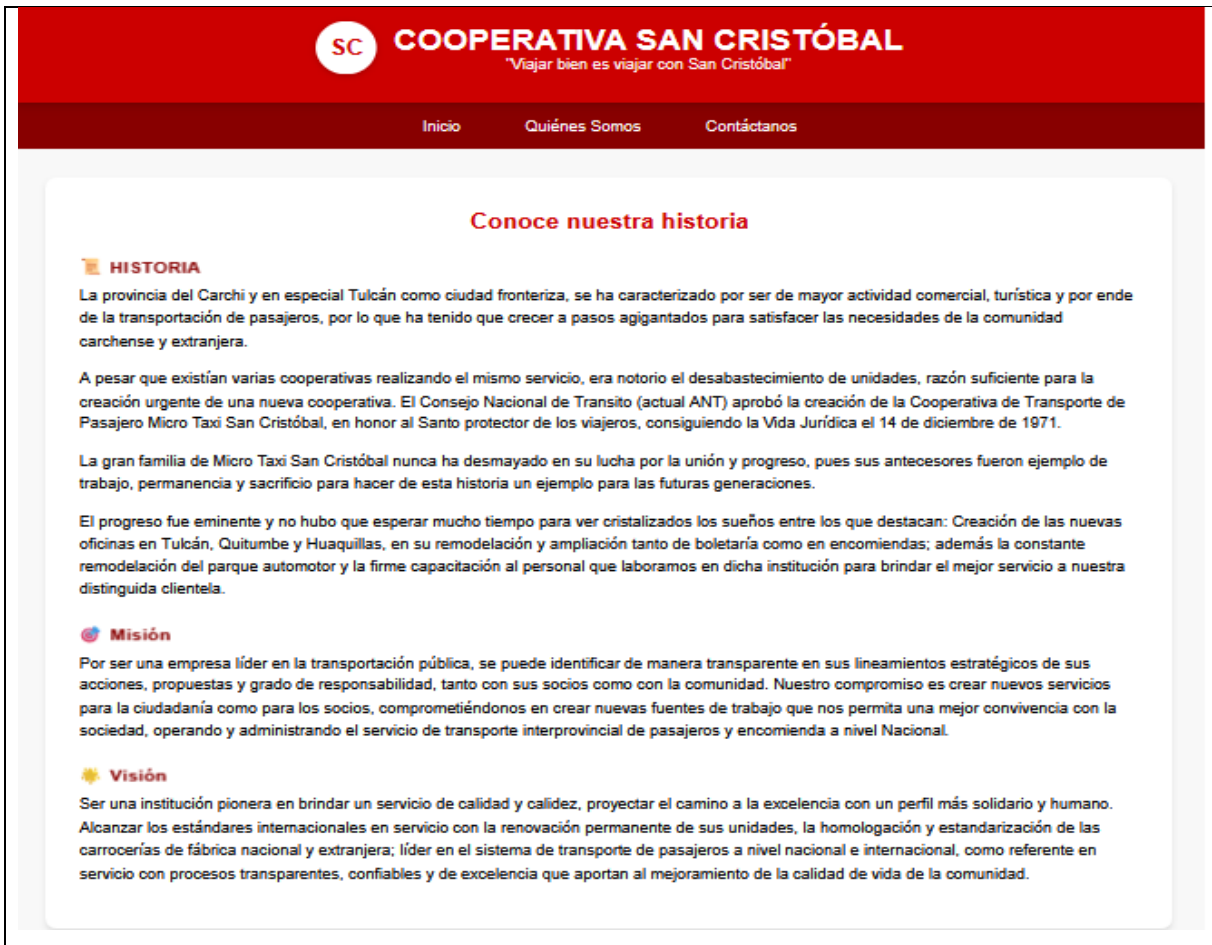 SC
COOPERATIVA SAN CRISTÓBAL
"Viajar bien es viajar con San Cristóbal"
Inicio Quiénes Somos Contáctanos
Conoce nuestra historia
HISTORIA
La provincia del Carchi y en especial Tulcán como ciudad fronteriza, se ha caracterizado por ser de mayor actividad comercial, turística y por ende
de la transportación de pasajeros, por lo que ha tenido que crecer a pasos agigantados para satisfacer las necesidades de la comunidad
carchense y extranjera.
A pesar que existían varias cooperativas realizando el mismo servicio, era notorio el desabastecimiento de unidades, razón suficiente para la
creación urgente de una nueva cooperativa. El Consejo Nacional de Transito (actual ANT) aprobó la creación de la Cooperativa de Transporte de
Pasajero Micro Taxi San Cristóbal, en honor al Santo protector de los viajeros, consiguiendo la Vida Jurídica el 14 de diciembre de 1971.
La gran familia de Micro Taxi San Cristóbal nunca ha desmayado en su lucha por la unión y progreso, pues sus antecesores fueron ejemplo de
trabajo, permanencia y sacrificio para hacer de esta historia un ejemplo para las futuras generaciones.
El progreso fue eminente y no hubo que esperar mucho tiempo para ver cristalizados los sueños entre los que destacan: Creación de las nuevas
oficinas en Tulcán, Quitumbe y Huaquillas, en su remodelación y ampliación tanto de boletaría como en encomiendas; además la constante
remodelación del parque automotor y la firme capacitación al personal que laboramos en dicha institución para brindar el mejor servicio a nuestra
distinguida clientela.
Misión
Por ser una empresa líder en la transportación pública, se puede identificar de manera transparente en sus lineamientos estratégicos de sus
acciones, propuestas y grado de responsabilidad, tanto con sus socios como con la comunidad. Nuestro compromiso es crear nuevos servicios
para la ciudadanía como para los socios, comprometiéndonos en crear nuevas fuentes de trabajo que nos permita una mejor convivencia con la
sociedad, operando y administrando el servicio de transporte interprovincial de pasajeros y encomienda a nivel Nacional.
Visión
Ser una institución pionera en brindar un servicio de calidad y calidez, proyectar el camino a la excelencia con un perfil más solidario y humano.
Alcanzar los estándares internacionales en servicio con la renovación permanente de sus unidades, la homologación y estandarización de las
carrocerías de fábrica nacional y extranjera; líder en el sistema de transporte de pasajeros a nivel nacional e internacional, como referente en
servicio con procesos transparentes, confiables y de excelencia que aportan al mejoramiento de la calidad de vida de la comunidad.